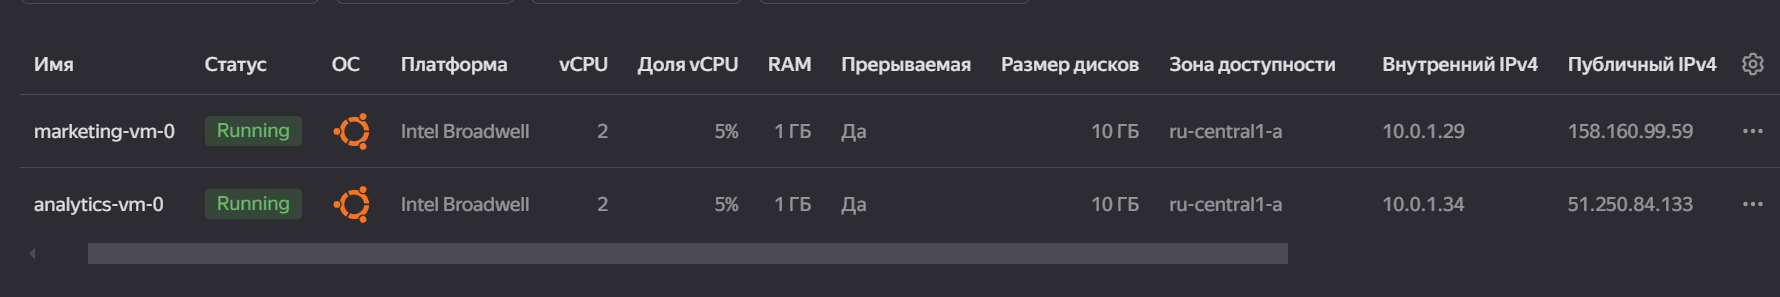 Имя Статус ОС Платформа vCPU Доля vCPU RAM Прерываемая Размер дисков Зона доступности Внутренний IPv4 Публичный IPv4
marketing-vm-0 Running Intel Broadwell 2 5% 1 ГБ Да 10 ГБ ru-central1-a 10.0.1.29 158.160.99.59
analytics-vm-0 Running Intel Broadwell 2 5% 1 ГБ Да 10 ГБ ru-central1-a 10.0.1.34 51.250.84.133